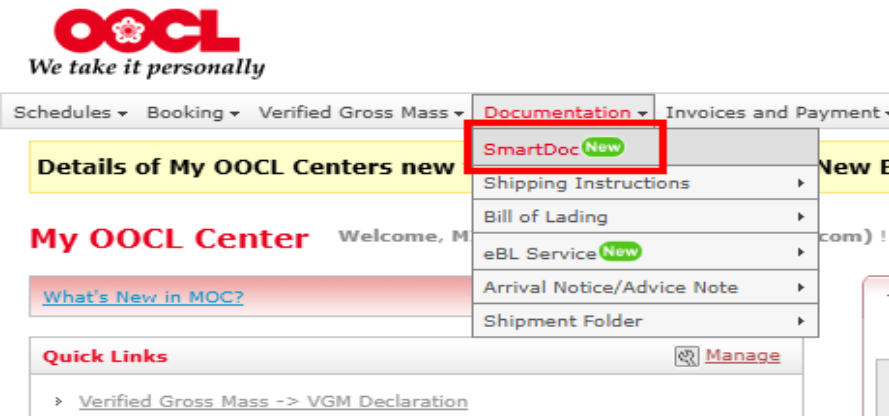 OOCL
We take it personally
Schedules Booking Verified Gross Mass Documentation Invoices and Payment
SmartDoc New
Details of My OOCL Centers new New
Shipping Instructions
Bill of Lading
My OOCL Center Welcome, com) !
eBL Service New
What's New in MOC?
Arrival Notice/Advice Note
Shipment Folder
Quick Links Manage
Verified Gross Mass -> VGM Declaration